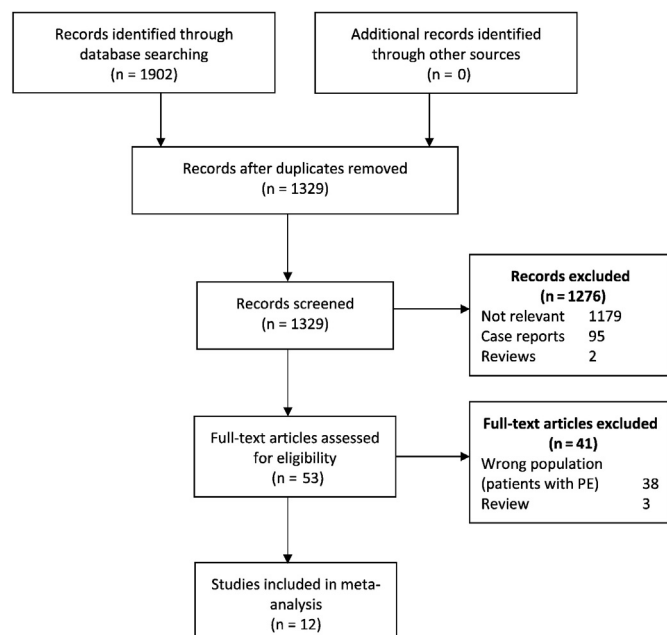 Records identified through
database searching
(n = 1902)
Additional records identified
through other sources
(n = 0)
Records after duplicates removed
(n = 1329)
Records screened
(n = 1329)
Records excluded
(n = 1276)
Not relevant 1179
Case reports 95
Reviews 2
Full-text articles assessed
for eligibility
(n = 53)
Full-text articles excluded
(n = 41)
Wrong population
(patients with PE) 38
Review 3
Studies included in meta-
analysis
(n = 12)